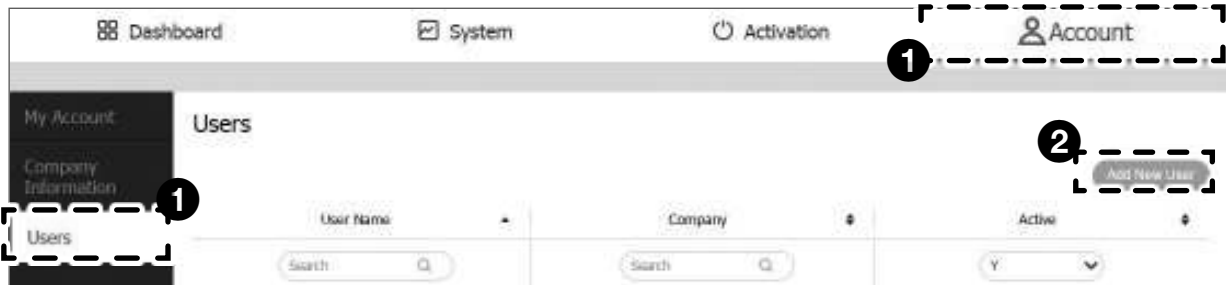 Dashboard System Activation Account
1
My Account
Users
2
Company
Information
Add New User
1
User Name Company Active
Users
Search Search Y